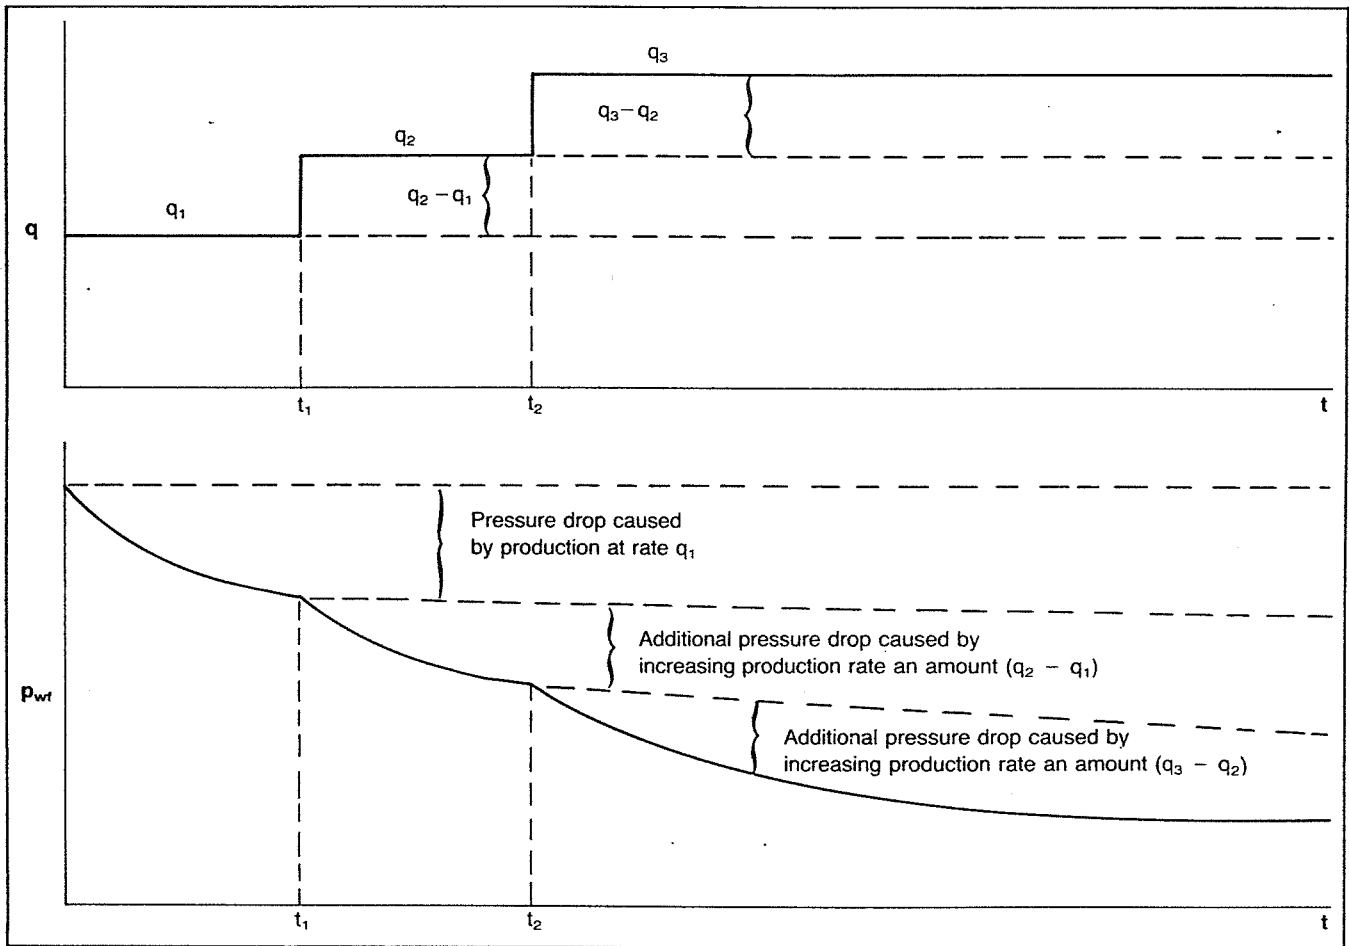 q₃
q₃ – q₂
q₂
q₂ – q₁
q₁
q
t₁
t₂
t
Pressure drop caused
by production at rate q₁
Additional pressure drop caused by
increasing production rate an amount (q₂ – q₁)
p_wf
Additional pressure drop caused by
increasing production rate an amount (q₃ – q₂)
t₁
t₂
t